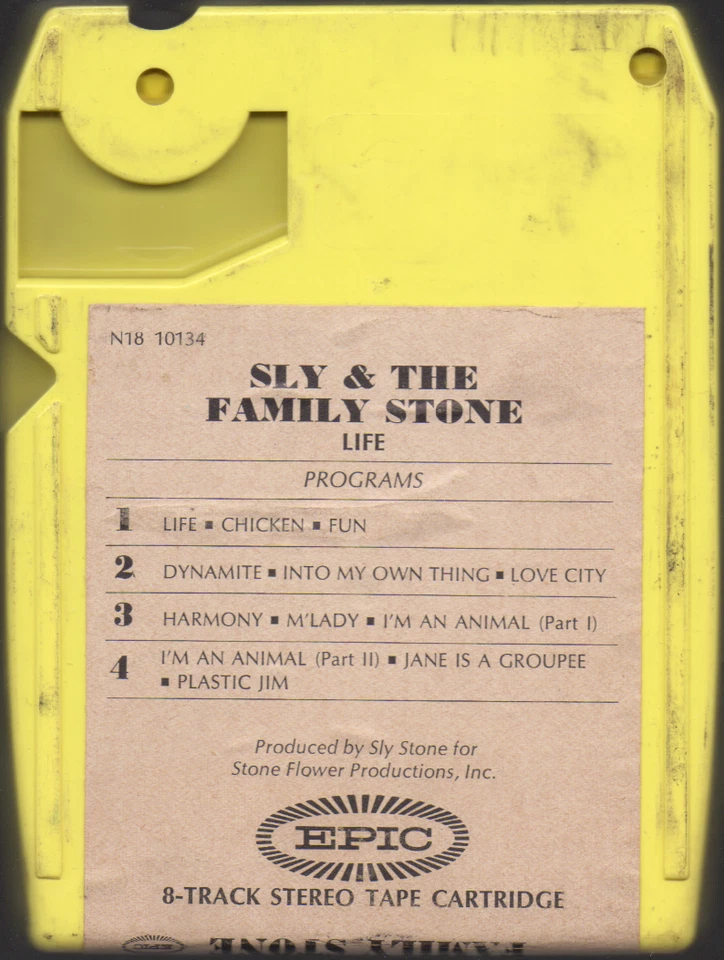 N18 10134
SLY & THE
FAMILY STONE
LIFE
PROGRAMS
1 LIFE ▪ CHICKEN ▪ FUN
2 DYNAMITE ▪ INTO MY OWN THING ▪ LOVE CITY
3 HARMONY ▪ M'LADY ▪ I'M AN ANIMAL (Part I)
4 I'M AN ANIMAL (Part II) ▪ JANE IS A GROUPEE
▪ PLASTIC JIM
Produced by Sly Stone for
Stone Flower Productions, Inc.
EPIC
8-TRACK STEREO TAPE CARTRIDGE
FAMILY STONE